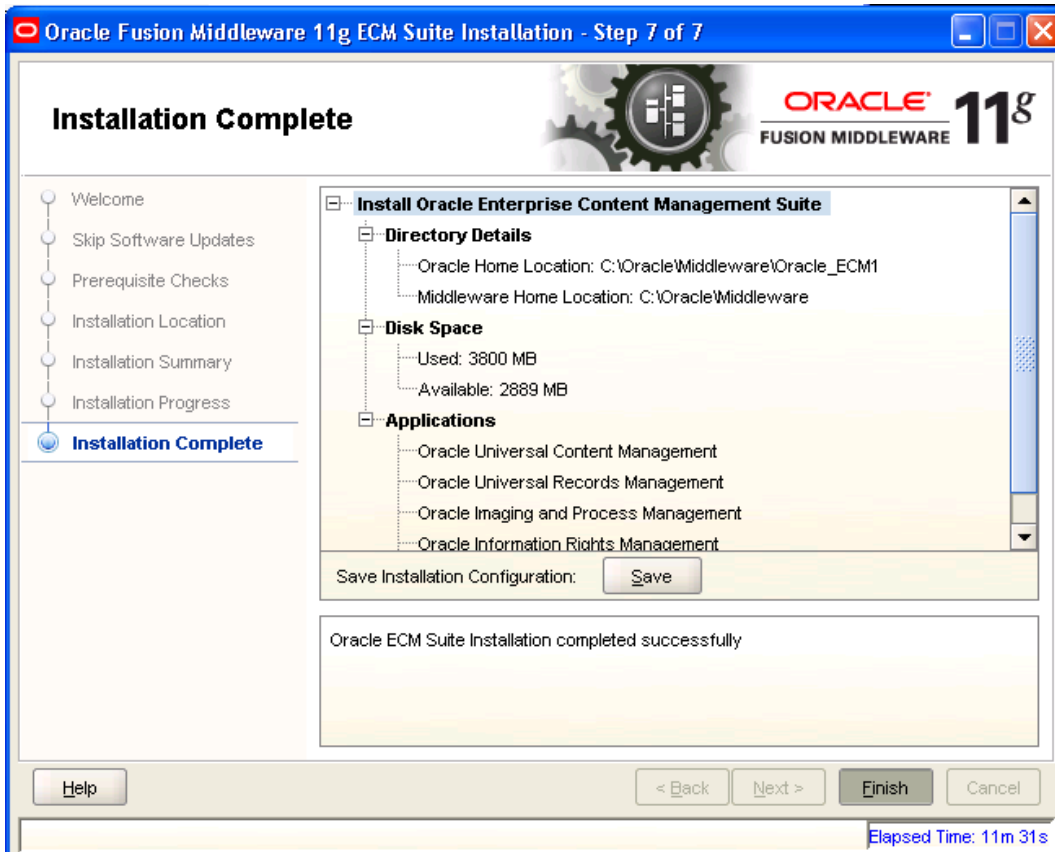 Oracle Fusion Middleware 11g ECM Suite Installation - Step 7 of 7
Installation Complete
ORACLE
FUSION MIDDLEWARE
11g
Welcome
Skip Software Updates
Prerequisite Checks
Installation Location
Installation Summary
Installation Progress
Installation Complete
Install Oracle Enterprise Content Management Suite
Directory Details
Oracle Home Location: C:\Oracle\Middleware\Oracle_ECM1
Middleware Home Location: C:\Oracle\Middleware
Disk Space
Used: 3800 MB
Available: 2889 MB
Applications
Oracle Universal Content Management
Oracle Universal Records Management
Oracle Imaging and Process Management
Oracle Information Rights Management
Save Installation Configuration: Save
Oracle ECM Suite Installation completed successfully
Help < Back Next > Finish Cancel
Elapsed Time: 11m 31s